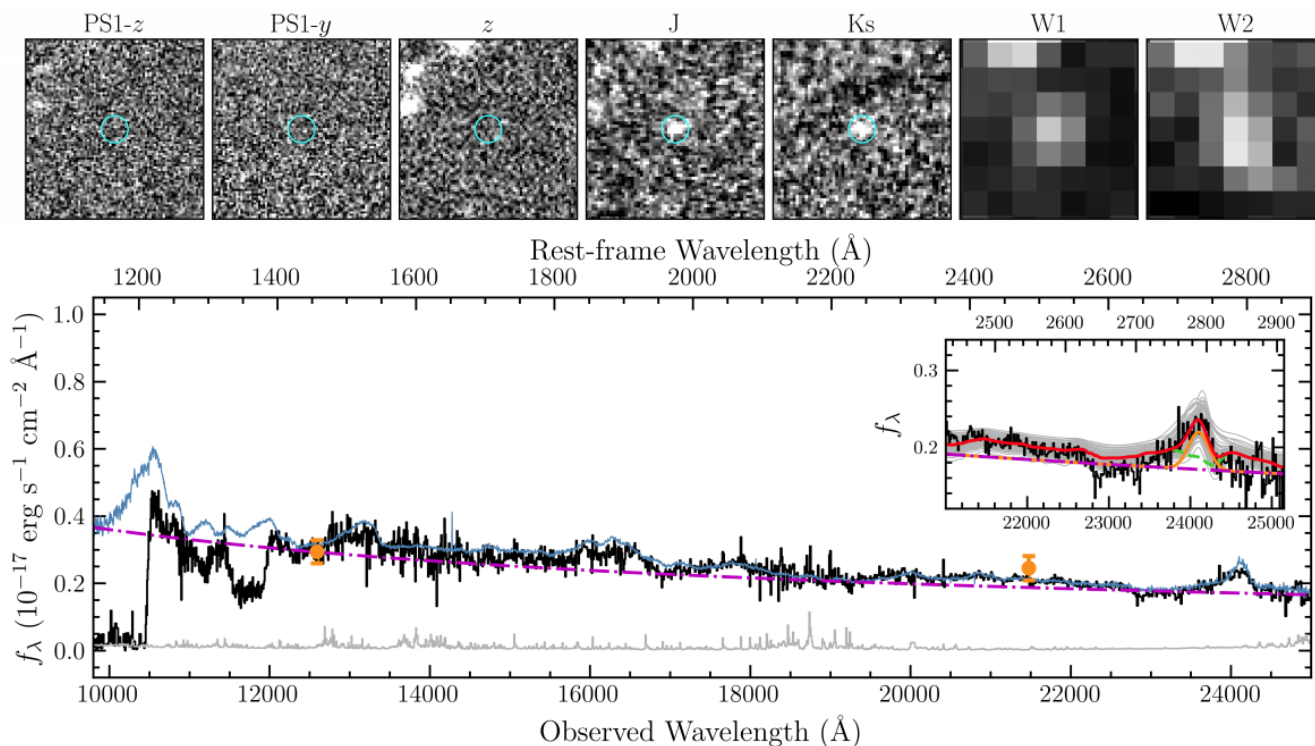 PS1-z PS1-y z J Ks W1 W2
Rest-frame Wavelength (Å)
1200 1400 1600 1800 2000 2200 2400 2600 2800
1.0
0.8
0.6
0.4
0.2
0.0
fλ (10⁻¹⁷ erg s⁻¹ cm⁻² Å⁻¹)
2500 2600 2700 2800 2900
0.3
0.2
fλ
22000 23000 24000 25000
10000 12000 14000 16000 18000 20000 22000 24000
Observed Wavelength (Å)